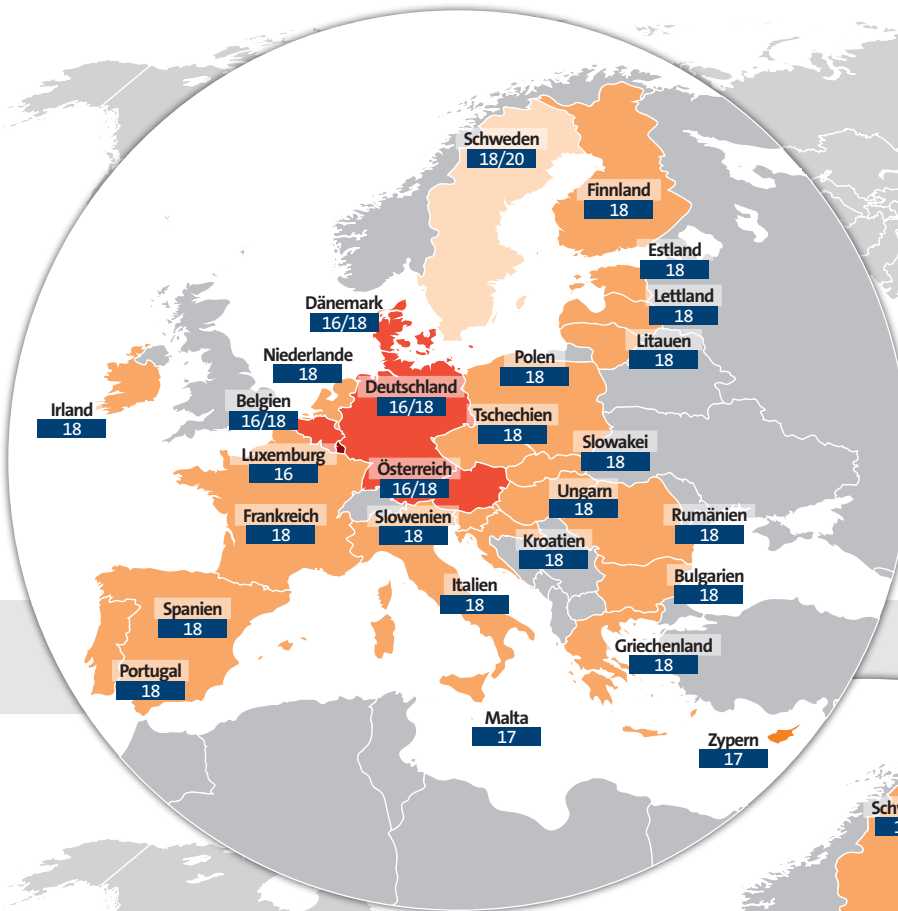 Schweden
18/20
Finnland
18
Estland
18
Lettland
18
Litauen
18
Dänemark
16/18
Niederlande
18
Polen
18
Deutschland
16/18
Belgien
16/18
Irland
18
Tschechien
18
Slowakei
18
Luxemburg
16
Österreich
16/18
Ungarn
18
Frankreich
18
Slowenien
18
Rumänien
18
Kroatien
18
Bulgarien
18
Italien
18
Spanien
18
Griechenland
18
Portugal
18
Malta
17
Zypern
17